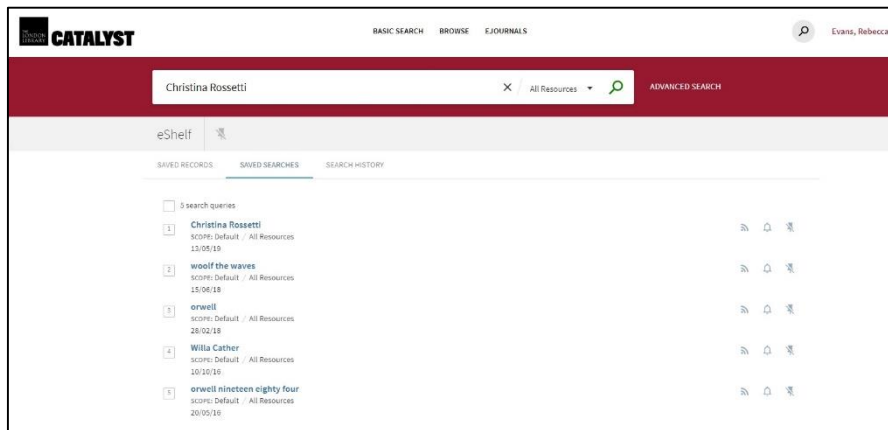 THE LONDON LIBRARY CATALYST
BASIC SEARCH BROWSE EJOURNALS
Evans, Rebecca
Christina Rossetti
All Resources
ADVANCED SEARCH
eShelf
SAVED RECORDS SAVED SEARCHES SEARCH HISTORY
5 search queries
1 Christina Rossetti
SCOPE: Default / All Resources
13/05/19
2 woolf the waves
SCOPE: Default / All Resources
15/06/18
3 orwell
SCOPE: Default / All Resources
28/02/18
4 Willa Cather
SCOPE: Default / All Resources
10/10/16
5 orwell nineteen eighty four
SCOPE: Default / All Resources
20/05/16